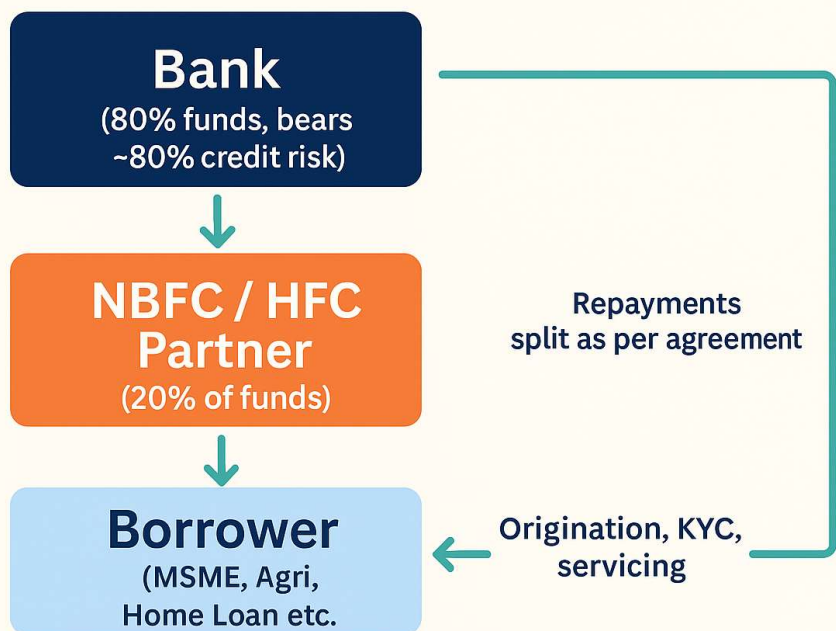 Bank
(80% funds, bears
~80% credit risk)
NBFC / HFC
Partner
(20% of funds)
Repayments
split as per agreement
Borrower
(MSME, Agri,
Home Loan etc.
Origination, KYC,
servicing